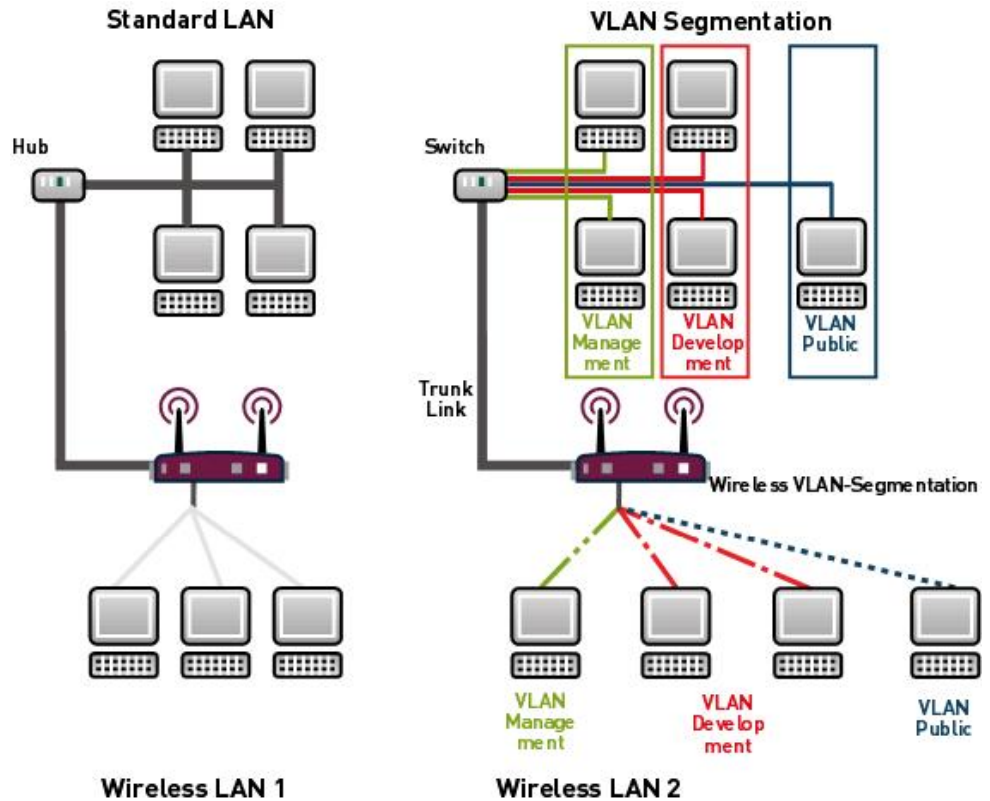 Standard LAN
VLAN Segmentation
Hub
Switch
VLAN
Manage
ment
VLAN
Develop
ment
VLAN
Public
Trunk
Link
Wireless VLAN-Segmentation
VLAN
Manage
ment
VLAN
Develop
ment
VLAN
Public
Wireless LAN 1
Wireless LAN 2